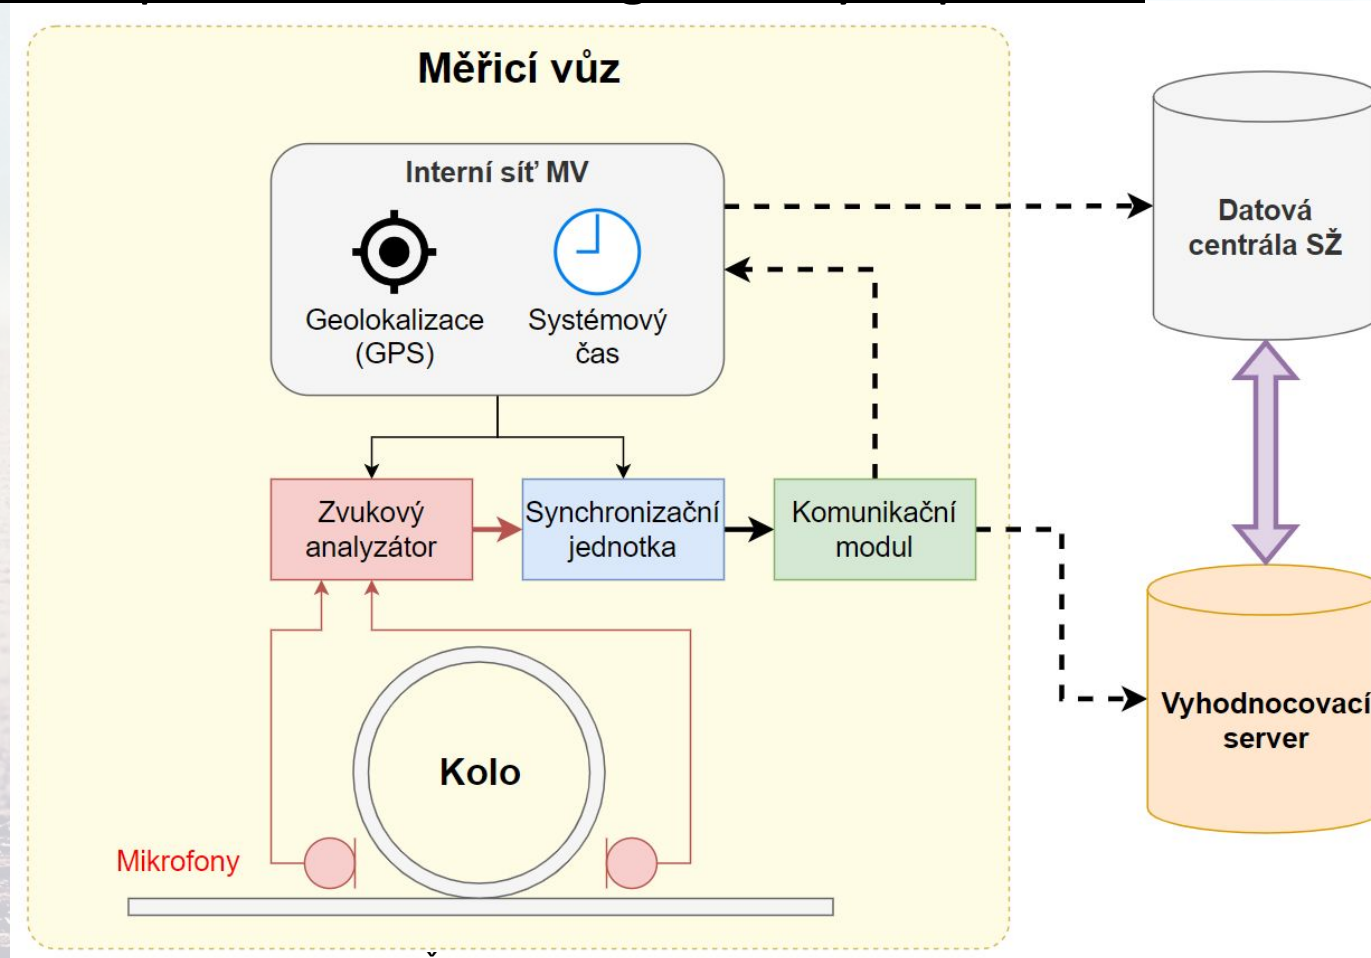 Měřicí vůz
Interní síť MV
Geolokalizace
(GPS)
Systémový
čas
Datová
centrála SŽ
Zvukový
analyzátor
Synchronizační
jednotka
Komunikační
modul
Vyhodnocovací
server
Kolo
Mikrofony